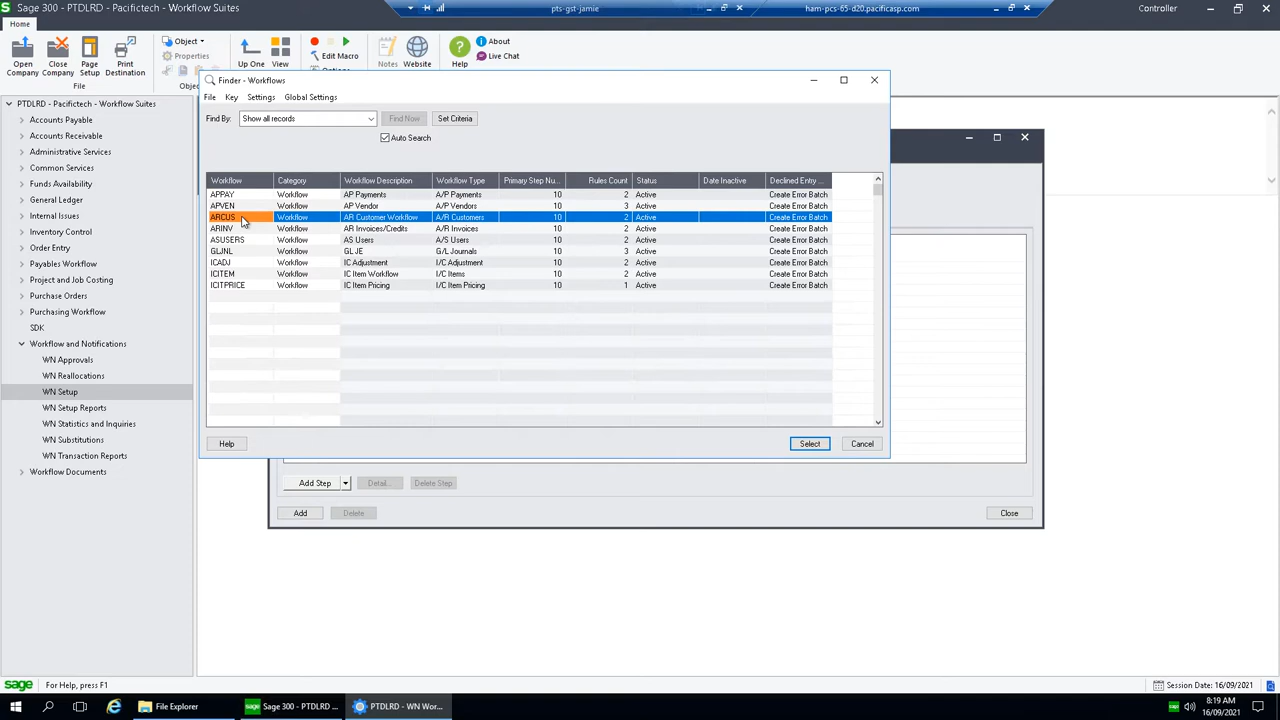 Sage 300 - PTDLRD - Pacifictech - Workflow Suites
pts-gst-jamie
ham-pcs-65-d20.pacificasp.com
Controller
Home
Open Company
Close Company
Page Setup
Print Destination
File
Object
Properties
Up One
View
Edit Macro
Notes
Website
Help
About
Live Chat
PTDLRD - Pacifictech - Workflow Suites
Accounts Payable
Accounts Receivable
Administrative Services
Common Services
Funds Availability
General Ledger
Internal Issues
Inventory Control
Order Entry
Payables Workflow
Project and Job Costing
Purchase Orders
Purchasing Workflow
SDK
Workflow and Notifications
WN Approvals
WN Reallocations
WN Setup
WN Setup Reports
WN Statistics and Inquiries
WN Substitutions
WN Transaction Reports
Workflow Documents
Finder - Workflows
File Key Settings Global Settings
Find By: Show all records Find Now Set Criteria
Auto Search
Workflow Category Workflow Description Workflow Type Primary Step Nu... Rules Count Status Date Inactive Declined Entry ...
APPAY Workflow AP Payments A/P Payments 10 2 Active Create Error Batch
APVEN Workflow AP Vendor A/P Vendors 10 3 Active Create Error Batch
ARCUS Workflow AR Customer Workflow A/R Customers 10 2 Active Create Error Batch
ARINV Workflow AR Invoices/Credits A/R Invoices 10 2 Active Create Error Batch
ASUSERS Workflow AS Users A/S Users 10 2 Active Create Error Batch
GLJNL Workflow GL JE G/L Journals 10 3 Active Create Error Batch
ICADJ Workflow IC Adjustment I/C Adjustment 10 2 Active Create Error Batch
ICITEM Workflow IC Item Workflow I/C Items 10 2 Active Create Error Batch
ICITPRICE Workflow IC Item Pricing I/C Item Pricing 10 1 Active Create Error Batch
Help Select Cancel
Add Step Detail... Delete Step
Add Delete Close
For Help, press F1
Session Date: 16/09/2021
File Explorer
Sage 300 - PTDLRD ...
PTDLRD - WN Wor...
8:19 AM
16/09/2021
sage